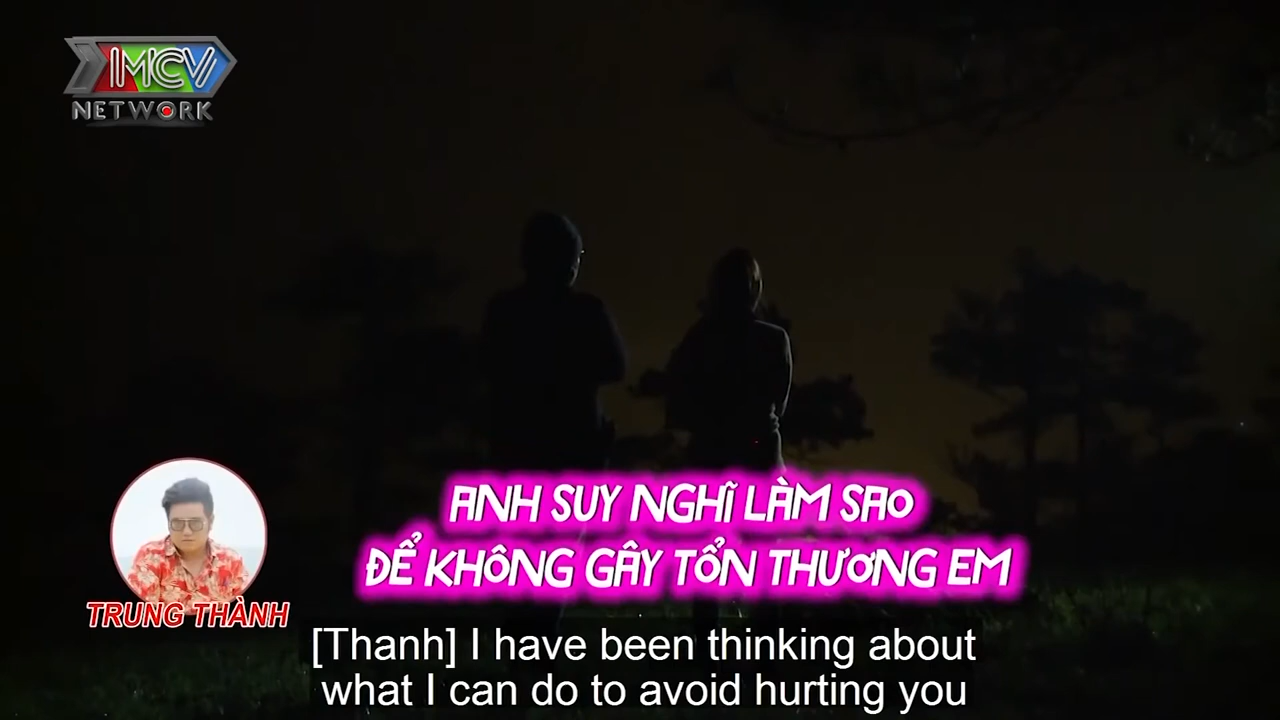 MCV
NETWORK
ANH SUY NGHĨ LÀM SAO
ĐỂ KHÔNG GÂY TỔN THƯƠNG EM
TRUNG THÀNH
[Thanh] I have been thinking about
what I can do to avoid hurting you